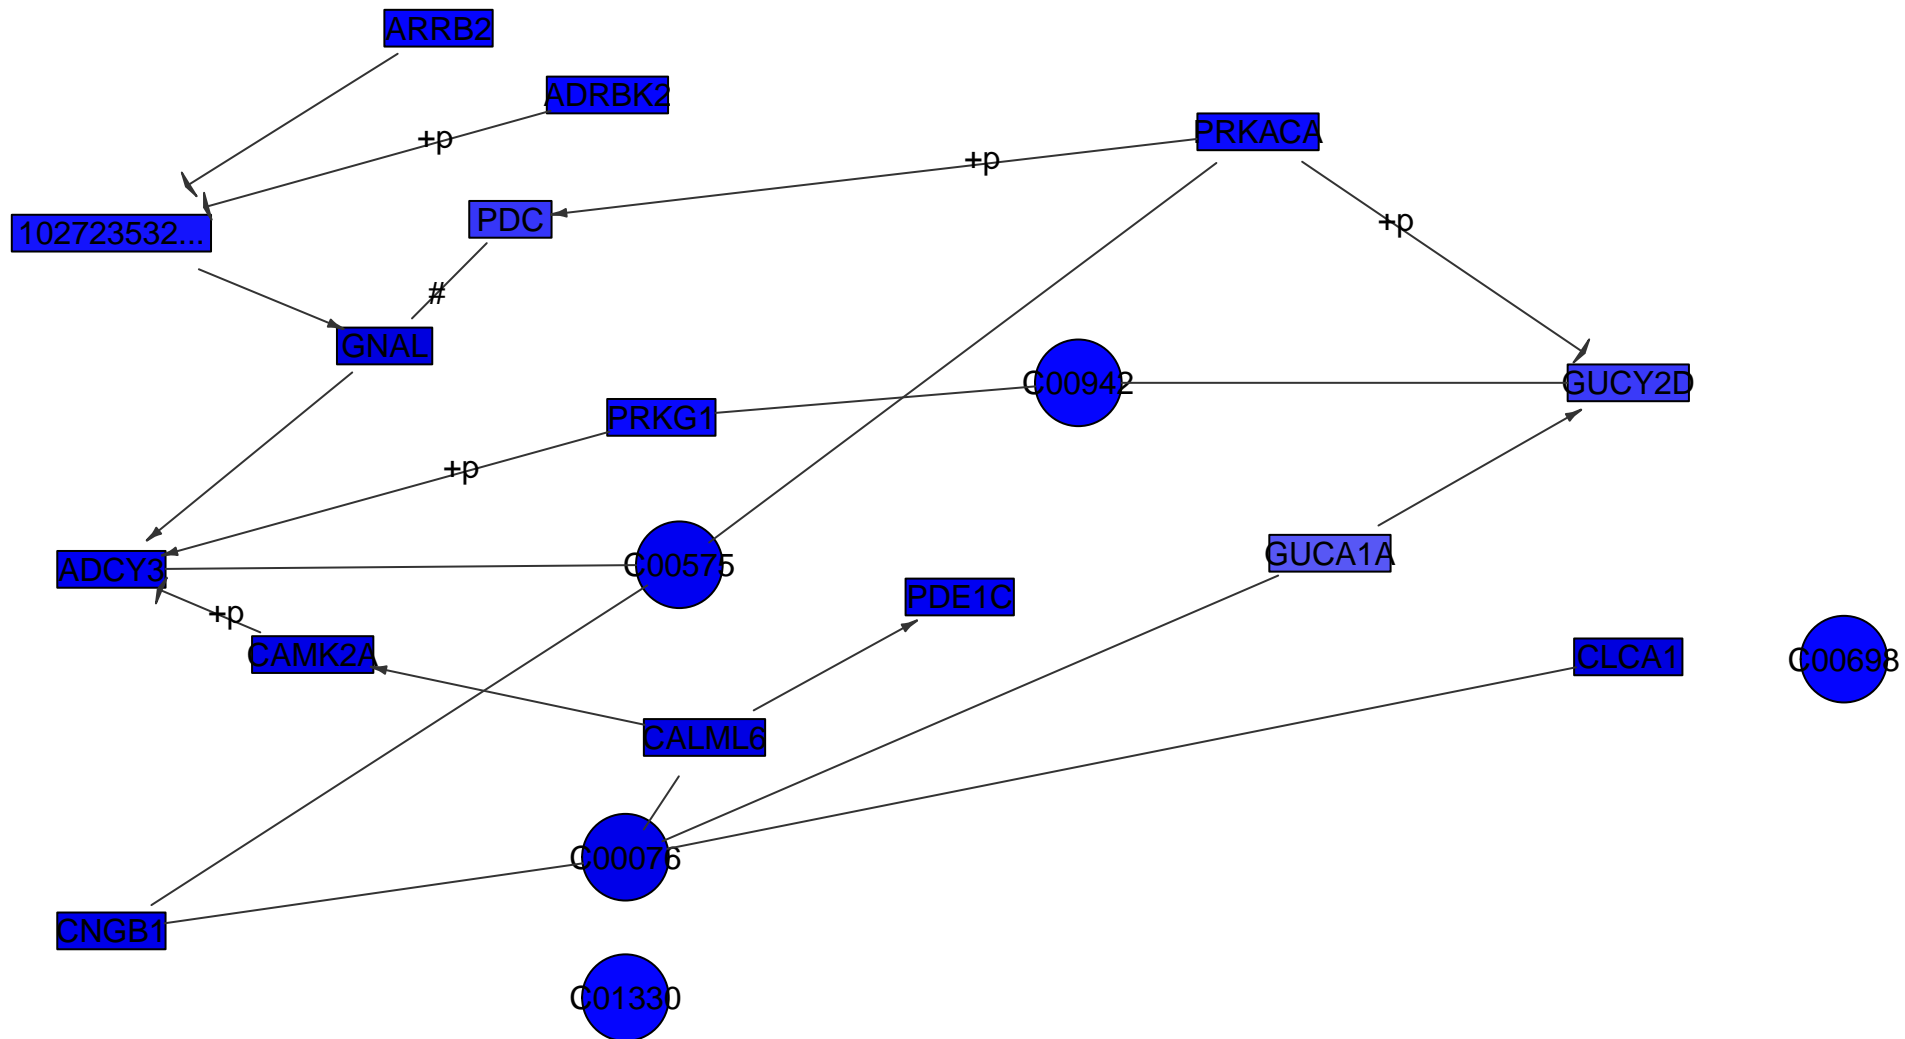 ARRB2
ADRBK2
PRKACA
+p
+p
PDC
+p
102723532...
#
GNAL
C00942
GUCY2D
PRKG1
+p
GUCA1A
ADCY3
C00575
PDE1C
+p
CAMK2A
CLCA1
C00698
CALML6
C00076
CNGB1
C01330